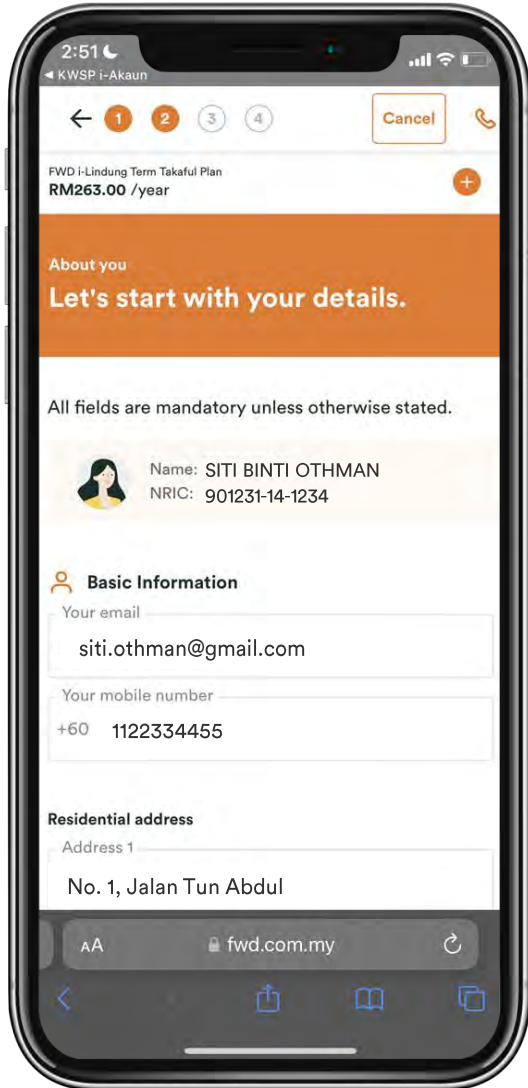 2:51
◀ KWSP i-Akaun
1 2 3 4 Cancel
FWD i-Lindung Term Takaful Plan
RM263.00 /year
About you
Let's start with your details.
All fields are mandatory unless otherwise stated.
Name: SITI BINTI OTHMAN
NRIC: 901231-14-1234
Basic Information
Your email
siti.othman@gmail.com
Your mobile number
+60 1122334455
Residential address
Address 1
No. 1, Jalan Tun Abdul
AA fwd.com.my